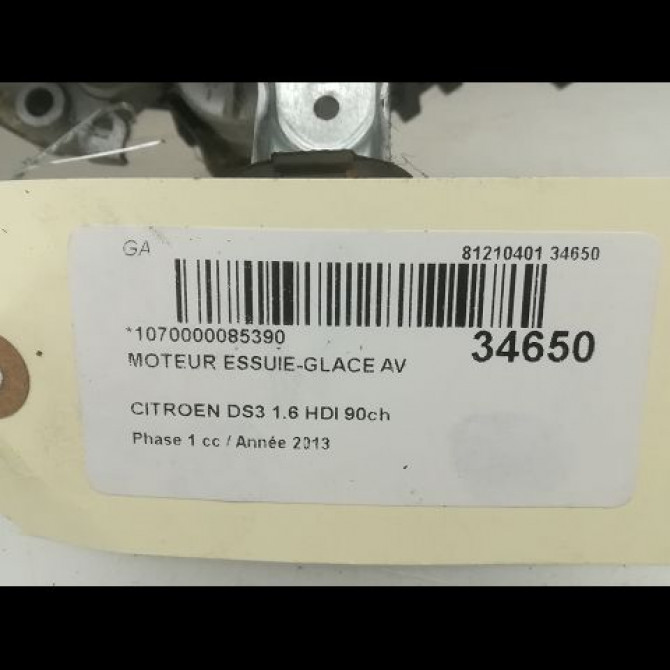 GA
81210401 34650
*1070000085390
34650
MOTEUR ESSUIE-GLACE AV
CITROEN DS3 1.6 HDI 90ch
Phase 1 cc / Année 2013